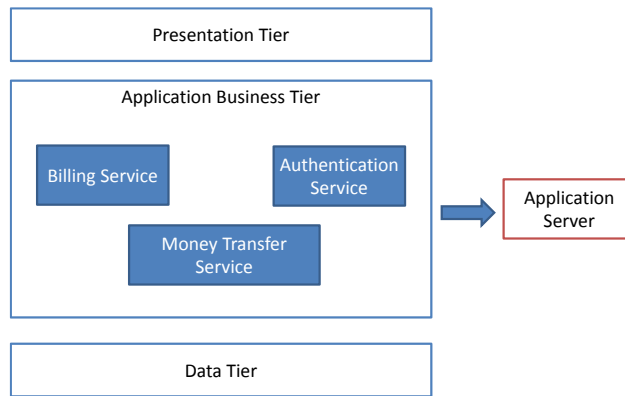 Presentation Tier
Application Business Tier
Billing Service
Authentication
Service
Money Transfer
Service
Application
Server
Data Tier